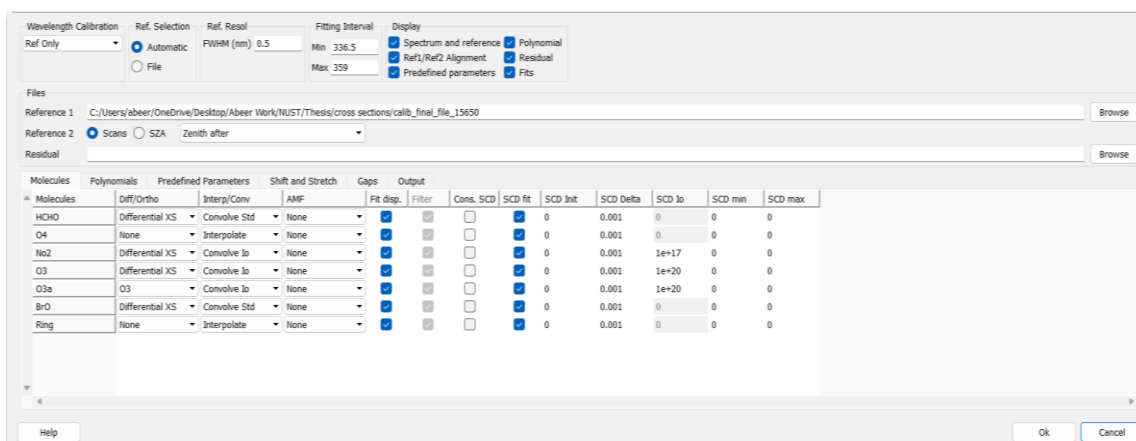 Wavelength Calibration Ref. Selection Ref. Resol Fitting Interval Display
Ref Only Automatic FWHM (nm) 0.5 Min 336.5 Spectrum and reference Polynomial
File Max 359 Ref1/Ref2 Alignment Residual
Predefined parameters Fits
Files
Reference 1 C:/Users/abeer/OneDrive/Desktop/Abeer Work/NUST/Thesis/cross sections/calib_final_file_15650 Browse
Reference 2 Scans SZA Zenith after
Residual Browse
Molecules Polynomials Predefined Parameters Shift and Stretch Gaps Output
Molecules Diff/Ortho Interp/Conv AMF Fit disp. Filter Cons. SCD SCD fit SCD Init SCD Delta SCD Io SCD min SCD max
HCHO Differential XS Convolve Std None 0 0.001 0 0 0
O4 None Interpolate None 0 0.001 0 0 0
No2 Differential XS Convolve Io None 0 0.001 1e+17 0 0
O3 Differential XS Convolve Io None 0 0.001 1e+20 0 0
O3a O3 Convolve Io None 0 0.001 1e+20 0 0
BrO Differential XS Convolve Std None 0 0.001 0 0 0
Ring None Interpolate None 0 0.001 0 0 0
Help Ok Cancel